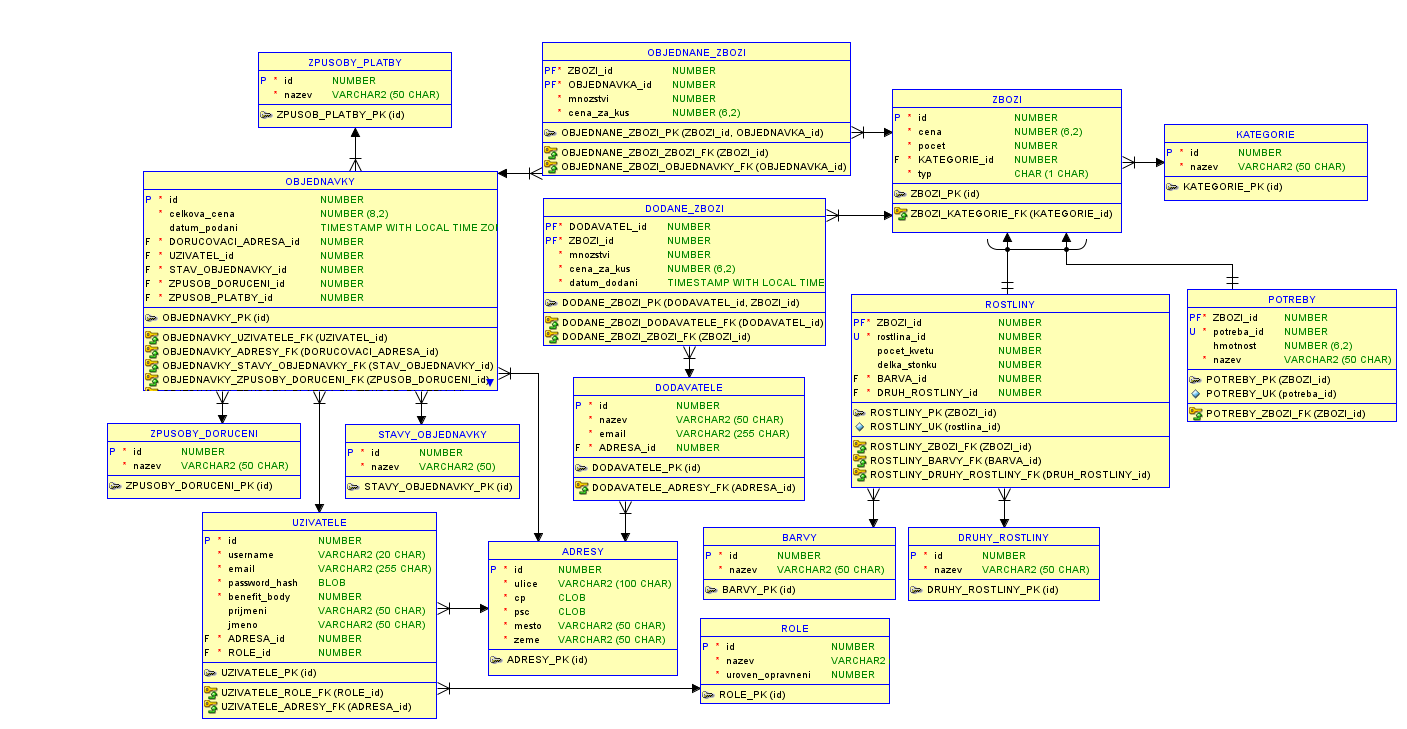 ZPUSOBY_PLATBY
P * id NUMBER
* nazev VARCHAR2 (50 CHAR)
ZPUSOB_PLATBY_PK (id)
OBJEDNANE_ZBOZI
PF* ZBOZI_id NUMBER
PF* OBJEDNAVKA_id NUMBER
* mnozstvi NUMBER
* cena_za_kus NUMBER (6,2)
OBJEDNANE_ZBOZI_PK (ZBOZI_id, OBJEDNAVKA_id)
OBJEDNANE_ZBOZI_ZBOZI_FK (ZBOZI_id)
OBJEDNANE_ZBOZI_OBJEDNAVKY_FK (OBJEDNAVKA_id)
ZBOZI
P * id NUMBER
* cena NUMBER (6,2)
* pocet NUMBER
F * KATEGORIE_id NUMBER
* typ CHAR (1 CHAR)
ZBOZI_PK (id)
ZBOZI_KATEGORIE_FK (KATEGORIE_id)
KATEGORIE
P * id NUMBER
* nazev VARCHAR2 (50 CHAR)
KATEGORIE_PK (id)
OBJEDNAVKY
P * id NUMBER
* celkova_cena NUMBER (8,2)
datum_podani TIMESTAMP WITH LOCAL TIME ZO
F * DORUCOVACI_ADRESA_id NUMBER
F * UZIVATEL_id NUMBER
F * STAV_OBJEDNAVKY_id NUMBER
F * ZPUSOB_DORUCENI_id NUMBER
F * ZPUSOB_PLATBY_id NUMBER
OBJEDNAVKY_PK (id)
OBJEDNAVKY_UZIVATELE_FK (UZIVATEL_id)
OBJEDNAVKY_ADRESY_FK (DORUCOVACI_ADRESA_id)
OBJEDNAVKY_STAVY_OBJEDNAVKY_FK (STAV_OBJEDNAVKY_id)
OBJEDNAVKY_ZPUSOBY_DORUCENI_FK (ZPUSOB_DORUCENI_id)
DODANE_ZBOZI
PF* DODAVATEL_id NUMBER
PF* ZBOZI_id NUMBER
* mnozstvi NUMBER
* cena_za_kus NUMBER (6,2)
* datum_dodani TIMESTAMP WITH LOCAL TIME
DODANE_ZBOZI_PK (DODAVATEL_id, ZBOZI_id)
DODANE_ZBOZI_DODAVATELE_FK (DODAVATEL_id)
DODANE_ZBOZI_ZBOZI_FK (ZBOZI_id)
ROSTLINY
PF* ZBOZI_id NUMBER
U * rostlina_id NUMBER
pocet_kvetu NUMBER
delka_stonku NUMBER
F * BARVA_id NUMBER
F * DRUH_ROSTLINY_id NUMBER
ROSTLINY_PK (ZBOZI_id)
ROSTLINY_UK (rostlina_id)
ROSTLINY_ZBOZI_FK (ZBOZI_id)
ROSTLINY_BARVY_FK (BARVA_id)
ROSTLINY_DRUHY_ROSTLINY_FK (DRUH_ROSTLINY_id)
POTREBY
PF* ZBOZI_id NUMBER
U * potreba_id NUMBER
hmotnost NUMBER (6,2)
* nazev VARCHAR2 (50 CHAR)
POTREBY_PK (ZBOZI_id)
POTREBY_UK (potreba_id)
POTREBY_ZBOZI_FK (ZBOZI_id)
DODAVATELE
P * id NUMBER
* nazev VARCHAR2 (50 CHAR)
* email VARCHAR2 (255 CHAR)
F * ADRESA_id NUMBER
DODAVATELE_PK (id)
DODAVATELE_ADRESY_FK (ADRESA_id)
ZPUSOBY_DORUCENI
P * id NUMBER
* nazev VARCHAR2 (50 CHAR)
ZPUSOBY_DORUCENI_PK (id)
STAVY_OBJEDNAVKY
P * id NUMBER
* nazev VARCHAR2 (50)
STAVY_OBJEDNAVKY_PK (id)
UZIVATELE
P * id NUMBER
* username VARCHAR2 (20 CHAR)
* email VARCHAR2 (255 CHAR)
* password_hash BLOB
* benefit_body NUMBER
prijmeni VARCHAR2 (50 CHAR)
jmeno VARCHAR2 (50 CHAR)
F * ADRESA_id NUMBER
F * ROLE_id NUMBER
UZIVATELE_PK (id)
UZIVATELE_ROLE_FK (ROLE_id)
UZIVATELE_ADRESY_FK (ADRESA_id)
ADRESY
P * id NUMBER
* ulice VARCHAR2 (100 CHAR)
* cp CLOB
* psc CLOB
* mesto VARCHAR2 (50 CHAR)
* zeme VARCHAR2 (50 CHAR)
ADRESY_PK (id)
BARVY
P * id NUMBER
* nazev VARCHAR2 (50 CHAR)
BARVY_PK (id)
DRUHY_ROSTLINY
P * id NUMBER
* nazev VARCHAR2 (50 CHAR)
DRUHY_ROSTLINY_PK (id)
ROLE
P * id NUMBER
* nazev VARCHAR2
* uroven_opravneni NUMBER
ROLE_PK (id)